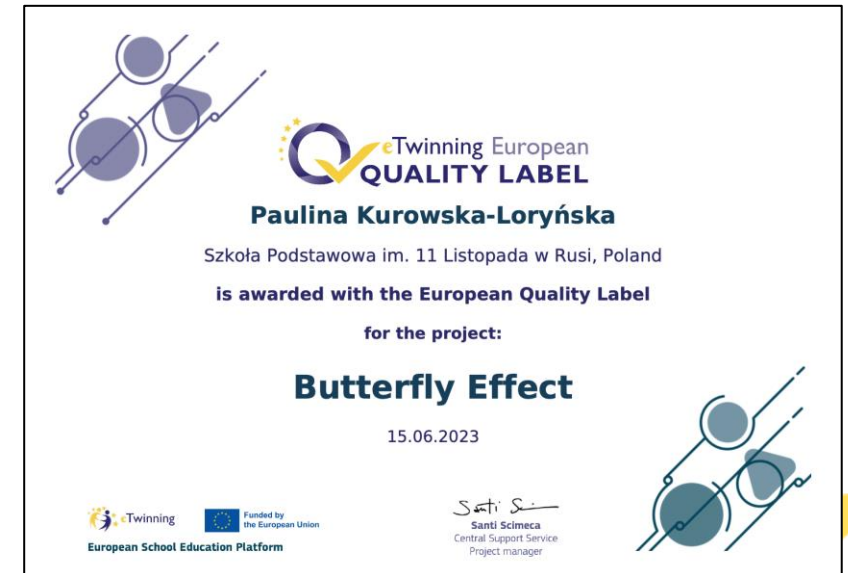 eTwinning European
QUALITY LABEL
Paulina Kurowska-Loryńska
Szkoła Podstawowa im. 11 Listopada w Rusi, Poland
is awarded with the European Quality Label
for the project:
Butterfly Effect
15.06.2023
eTwinning
Funded by
the European Union
European School Education Platform
Santi Scimeca
Central Support Service
Project manager